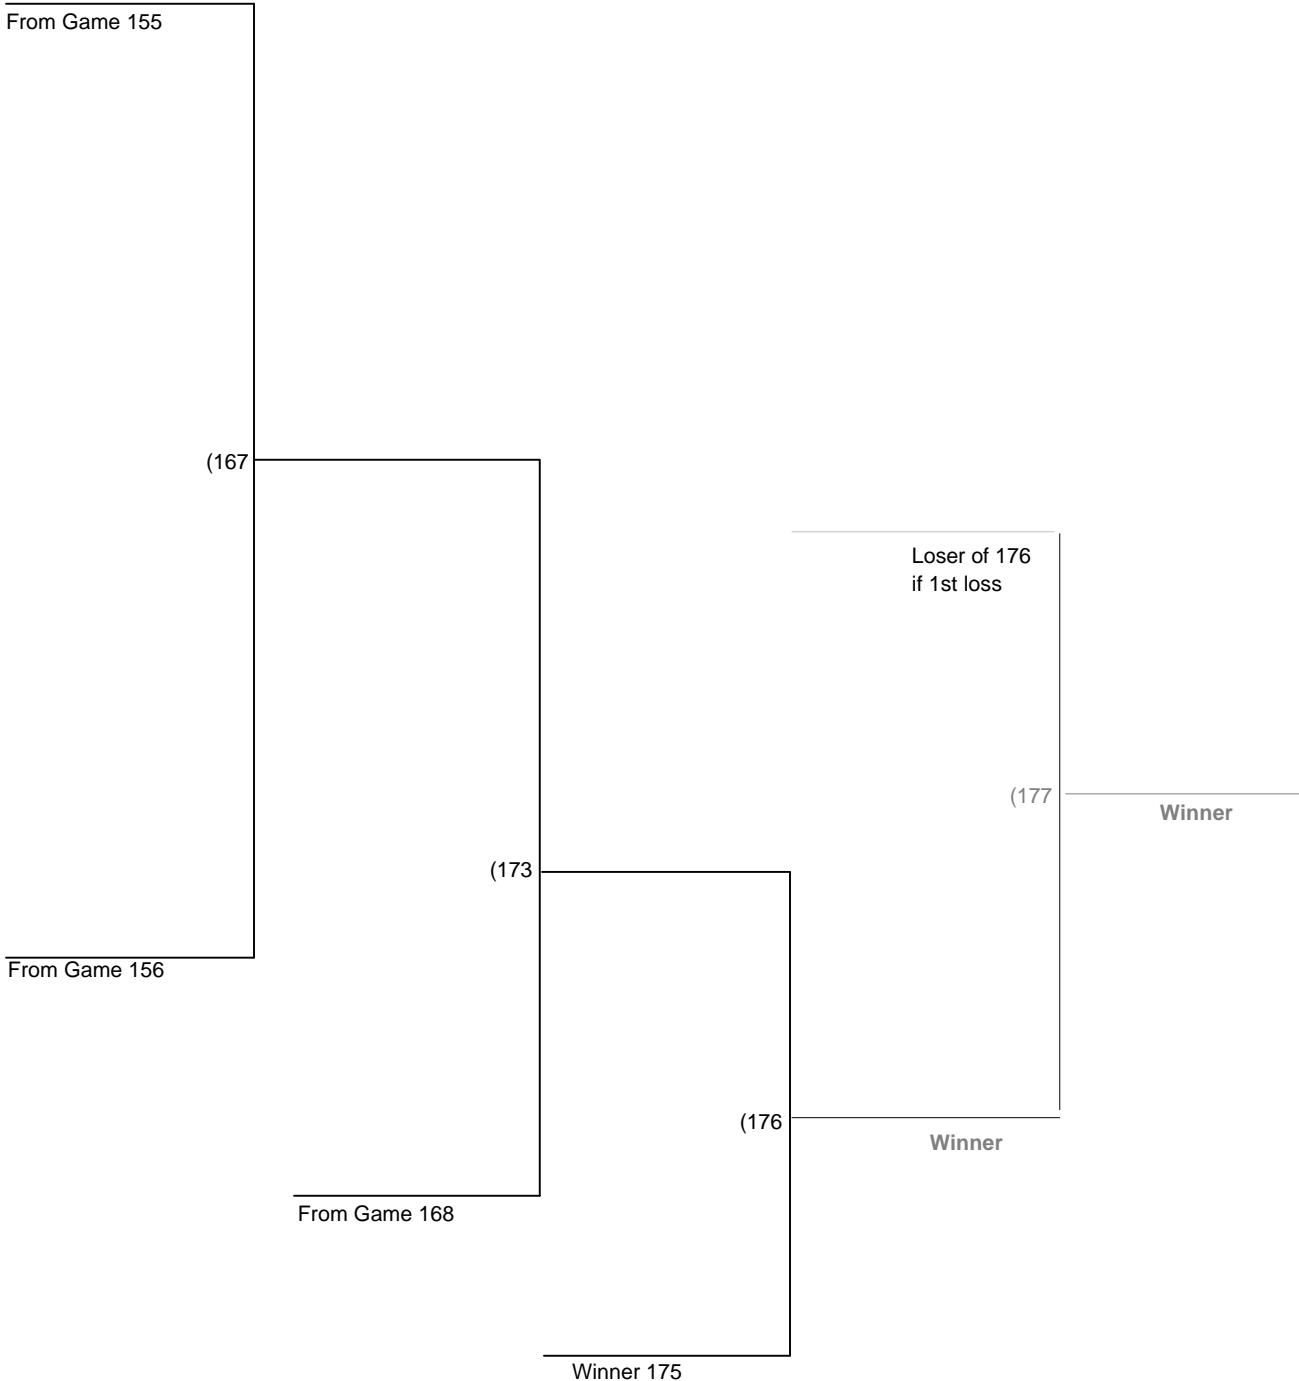 From Game 155
(167
Loser of 176
if 1st loss
(177
Winner
(173
From Game 156
(176
Winner
From Game 168
Winner 175